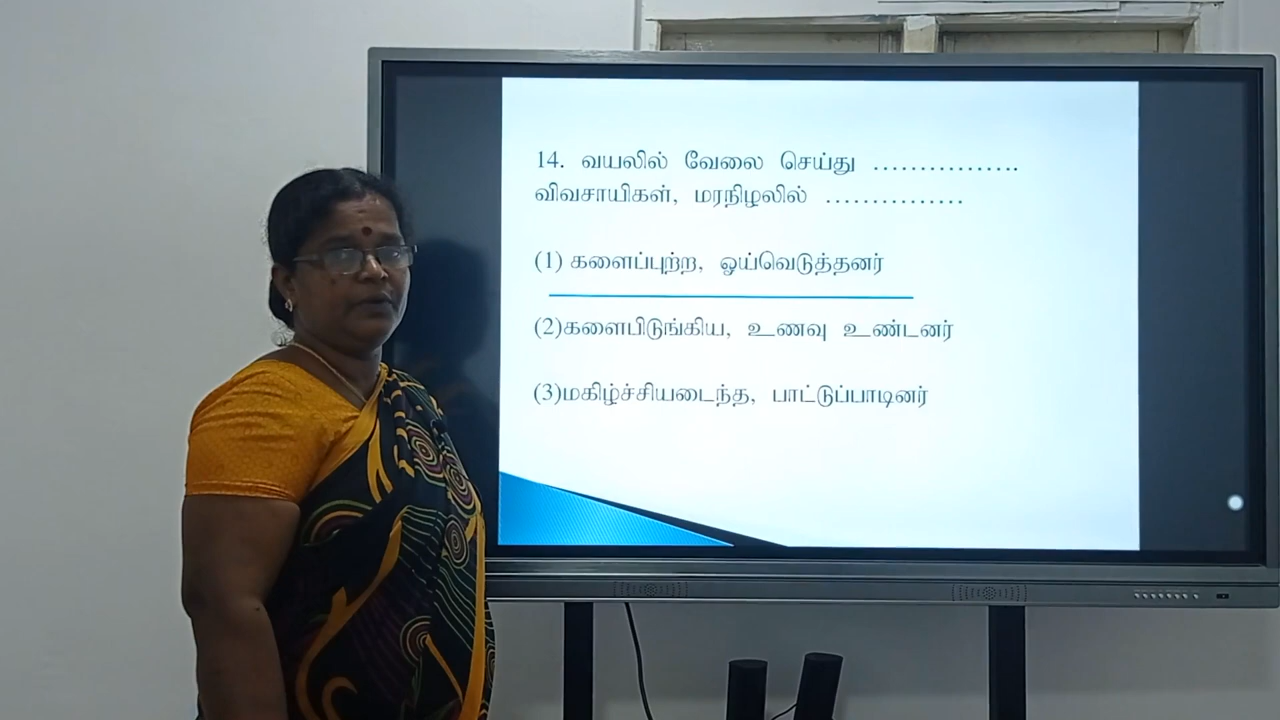 14. வயலில் வேலை செய்து ................
விவசாயிகள், மரநிழலில் ...............
(1) களைப்புற்ற, ஓய்வெடுத்தனர்
(2)களைபிடுங்கிய, உணவு உண்டனர்
(3)மகிழ்ச்சியடைந்த, பாட்டுப்பாடினர்